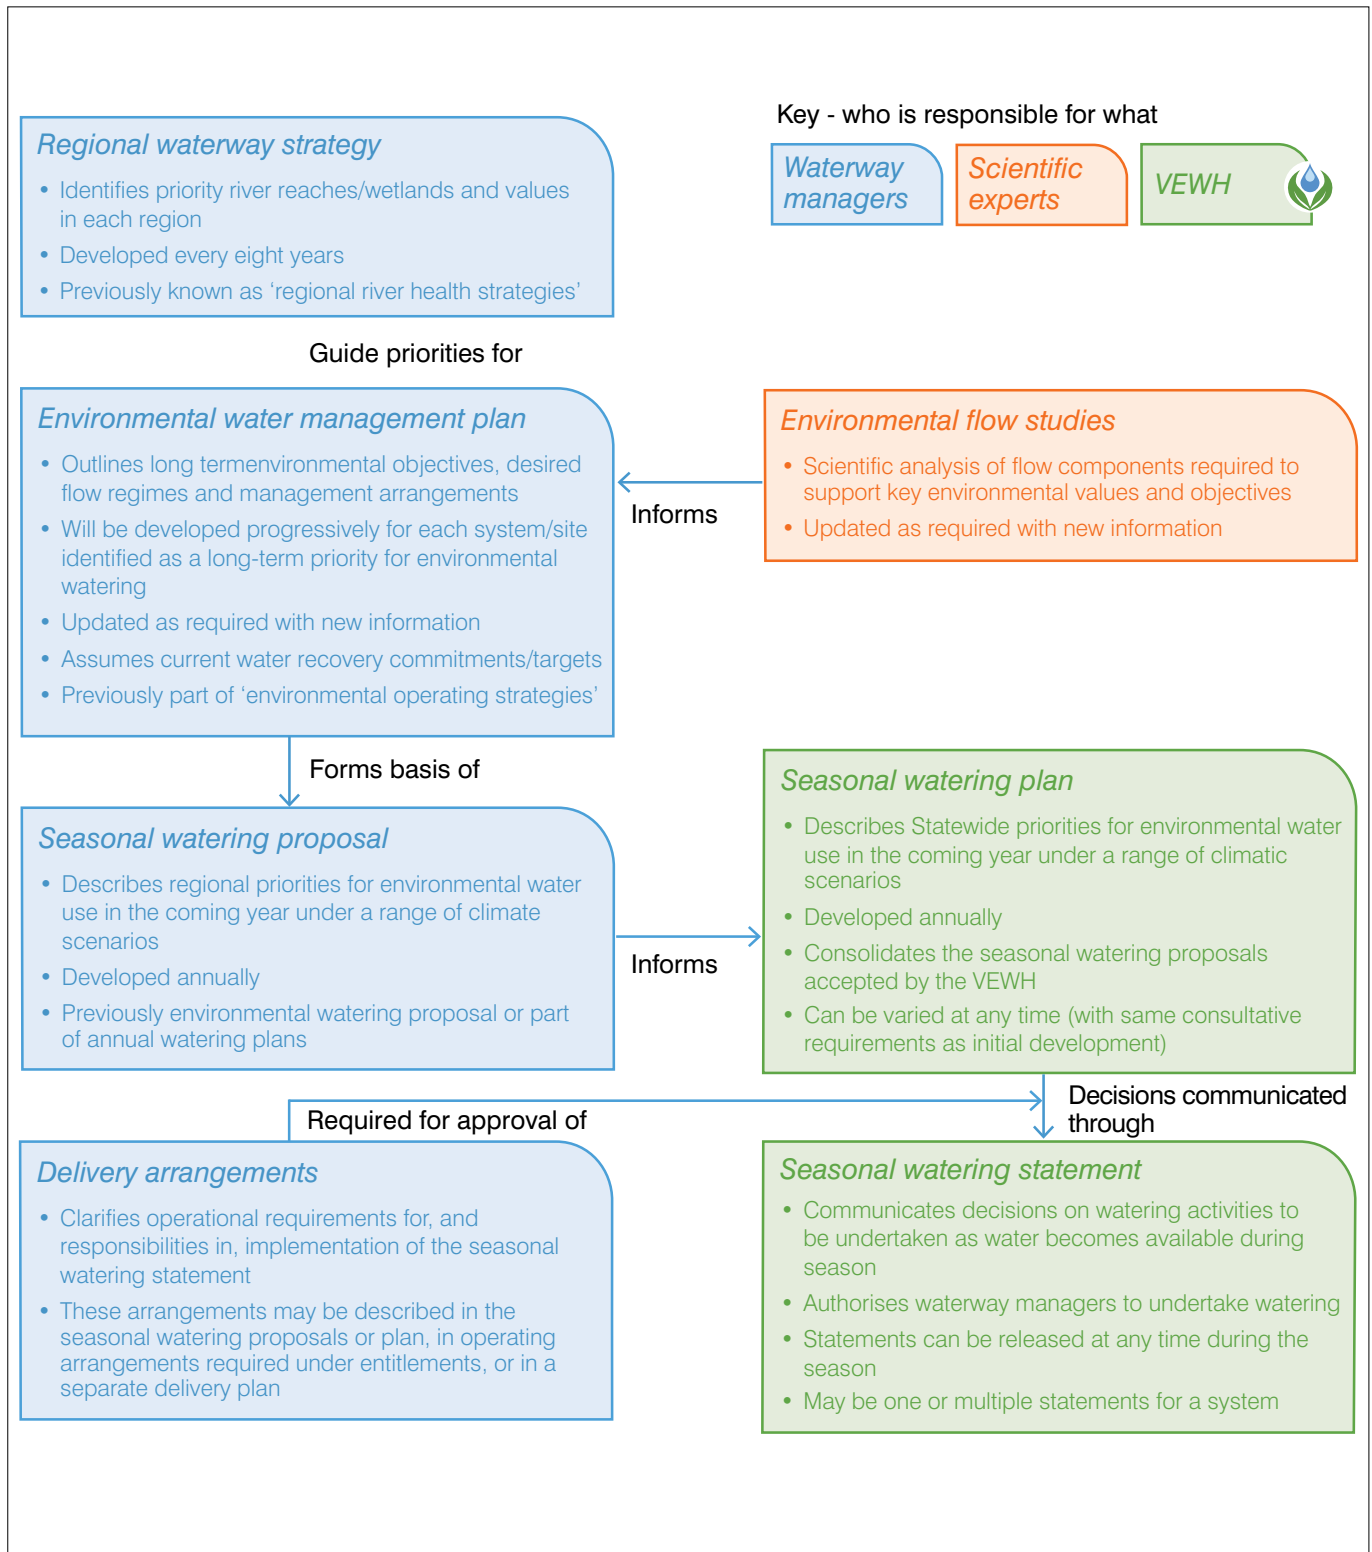 Key - who is responsible for what
Waterway
managers
Scientific
experts
VEWH
Regional waterway strategy
• Identifies priority river reaches/wetlands and values
in each region
• Developed every eight years
• Previously known as ‘regional river health strategies’
Guide priorities for
Environmental water management plan
• Outlines long termenvironmental objectives, desired
flow regimes and management arrangements
• Will be developed progressively for each system/site
identified as a long-term priority for environmental
watering
• Updated as required with new information
• Assumes current water recovery commitments/targets
• Previously part of ‘environmental operating strategies’
Informs
Environmental flow studies
• Scientific analysis of flow components required to
support key environmental values and objectives
• Updated as required with new information
Forms basis of
Seasonal watering proposal
• Describes regional priorities for environmental water
use in the coming year under a range of climate
scenarios
• Developed annually
• Previously environmental watering proposal or part
of annual watering plans
Informs
Seasonal watering plan
• Describes Statewide priorities for environmental water
use in the coming year under a range of climatic
scenarios
• Developed annually
• Consolidates the seasonal watering proposals
accepted by the VEWH
• Can be varied at any time (with same consultative
requirements as initial development)
Required for approval of
Decisions communicated
through
Delivery arrangements
• Clarifies operational requirements for, and
responsibilities in, implementation of the seasonal
watering statement
• These arrangements may be described in the
seasonal watering proposals or plan, in operating
arrangements required under entitlements, or in a
separate delivery plan
Seasonal watering statement
• Communicates decisions on watering activities to
be undertaken as water becomes available during
season
• Authorises waterway managers to undertake watering
• Statements can be released at any time during the
season
• May be one or multiple statements for a system